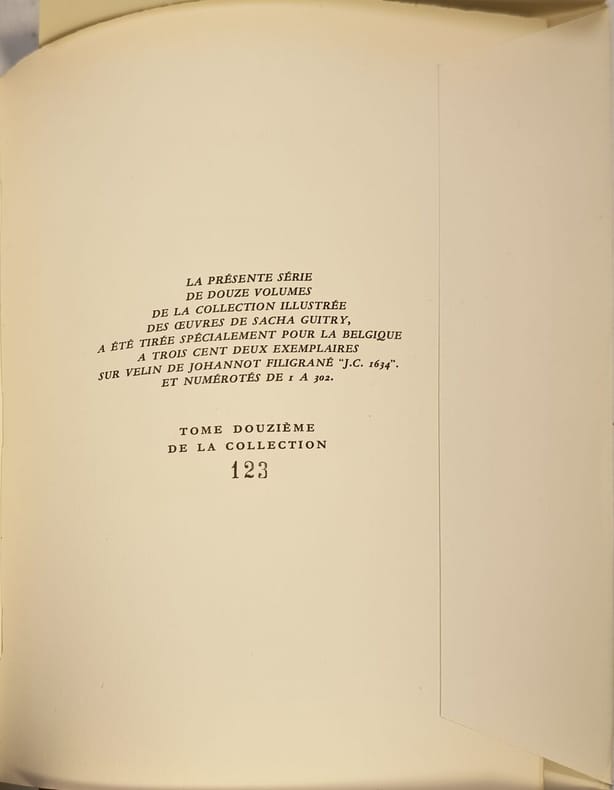 LA PRÉSENTE SÉRIE
DE DOUZE VOLUMES
DE LA COLLECTION ILLUSTRÉE
DES ŒUVRES DE SACHA GUITRY,
A ÉTÉ TIRÉE SPÉCIALEMENT POUR LA BELGIQUE
A TROIS CENT DEUX EXEMPLAIRES
SUR VELIN DE JOHANNOT FILIGRANÉ "J.C. 1634".
ET NUMÉROTÉS DE 1 A 302.
TOME DOUZIÈME
DE LA COLLECTION
123